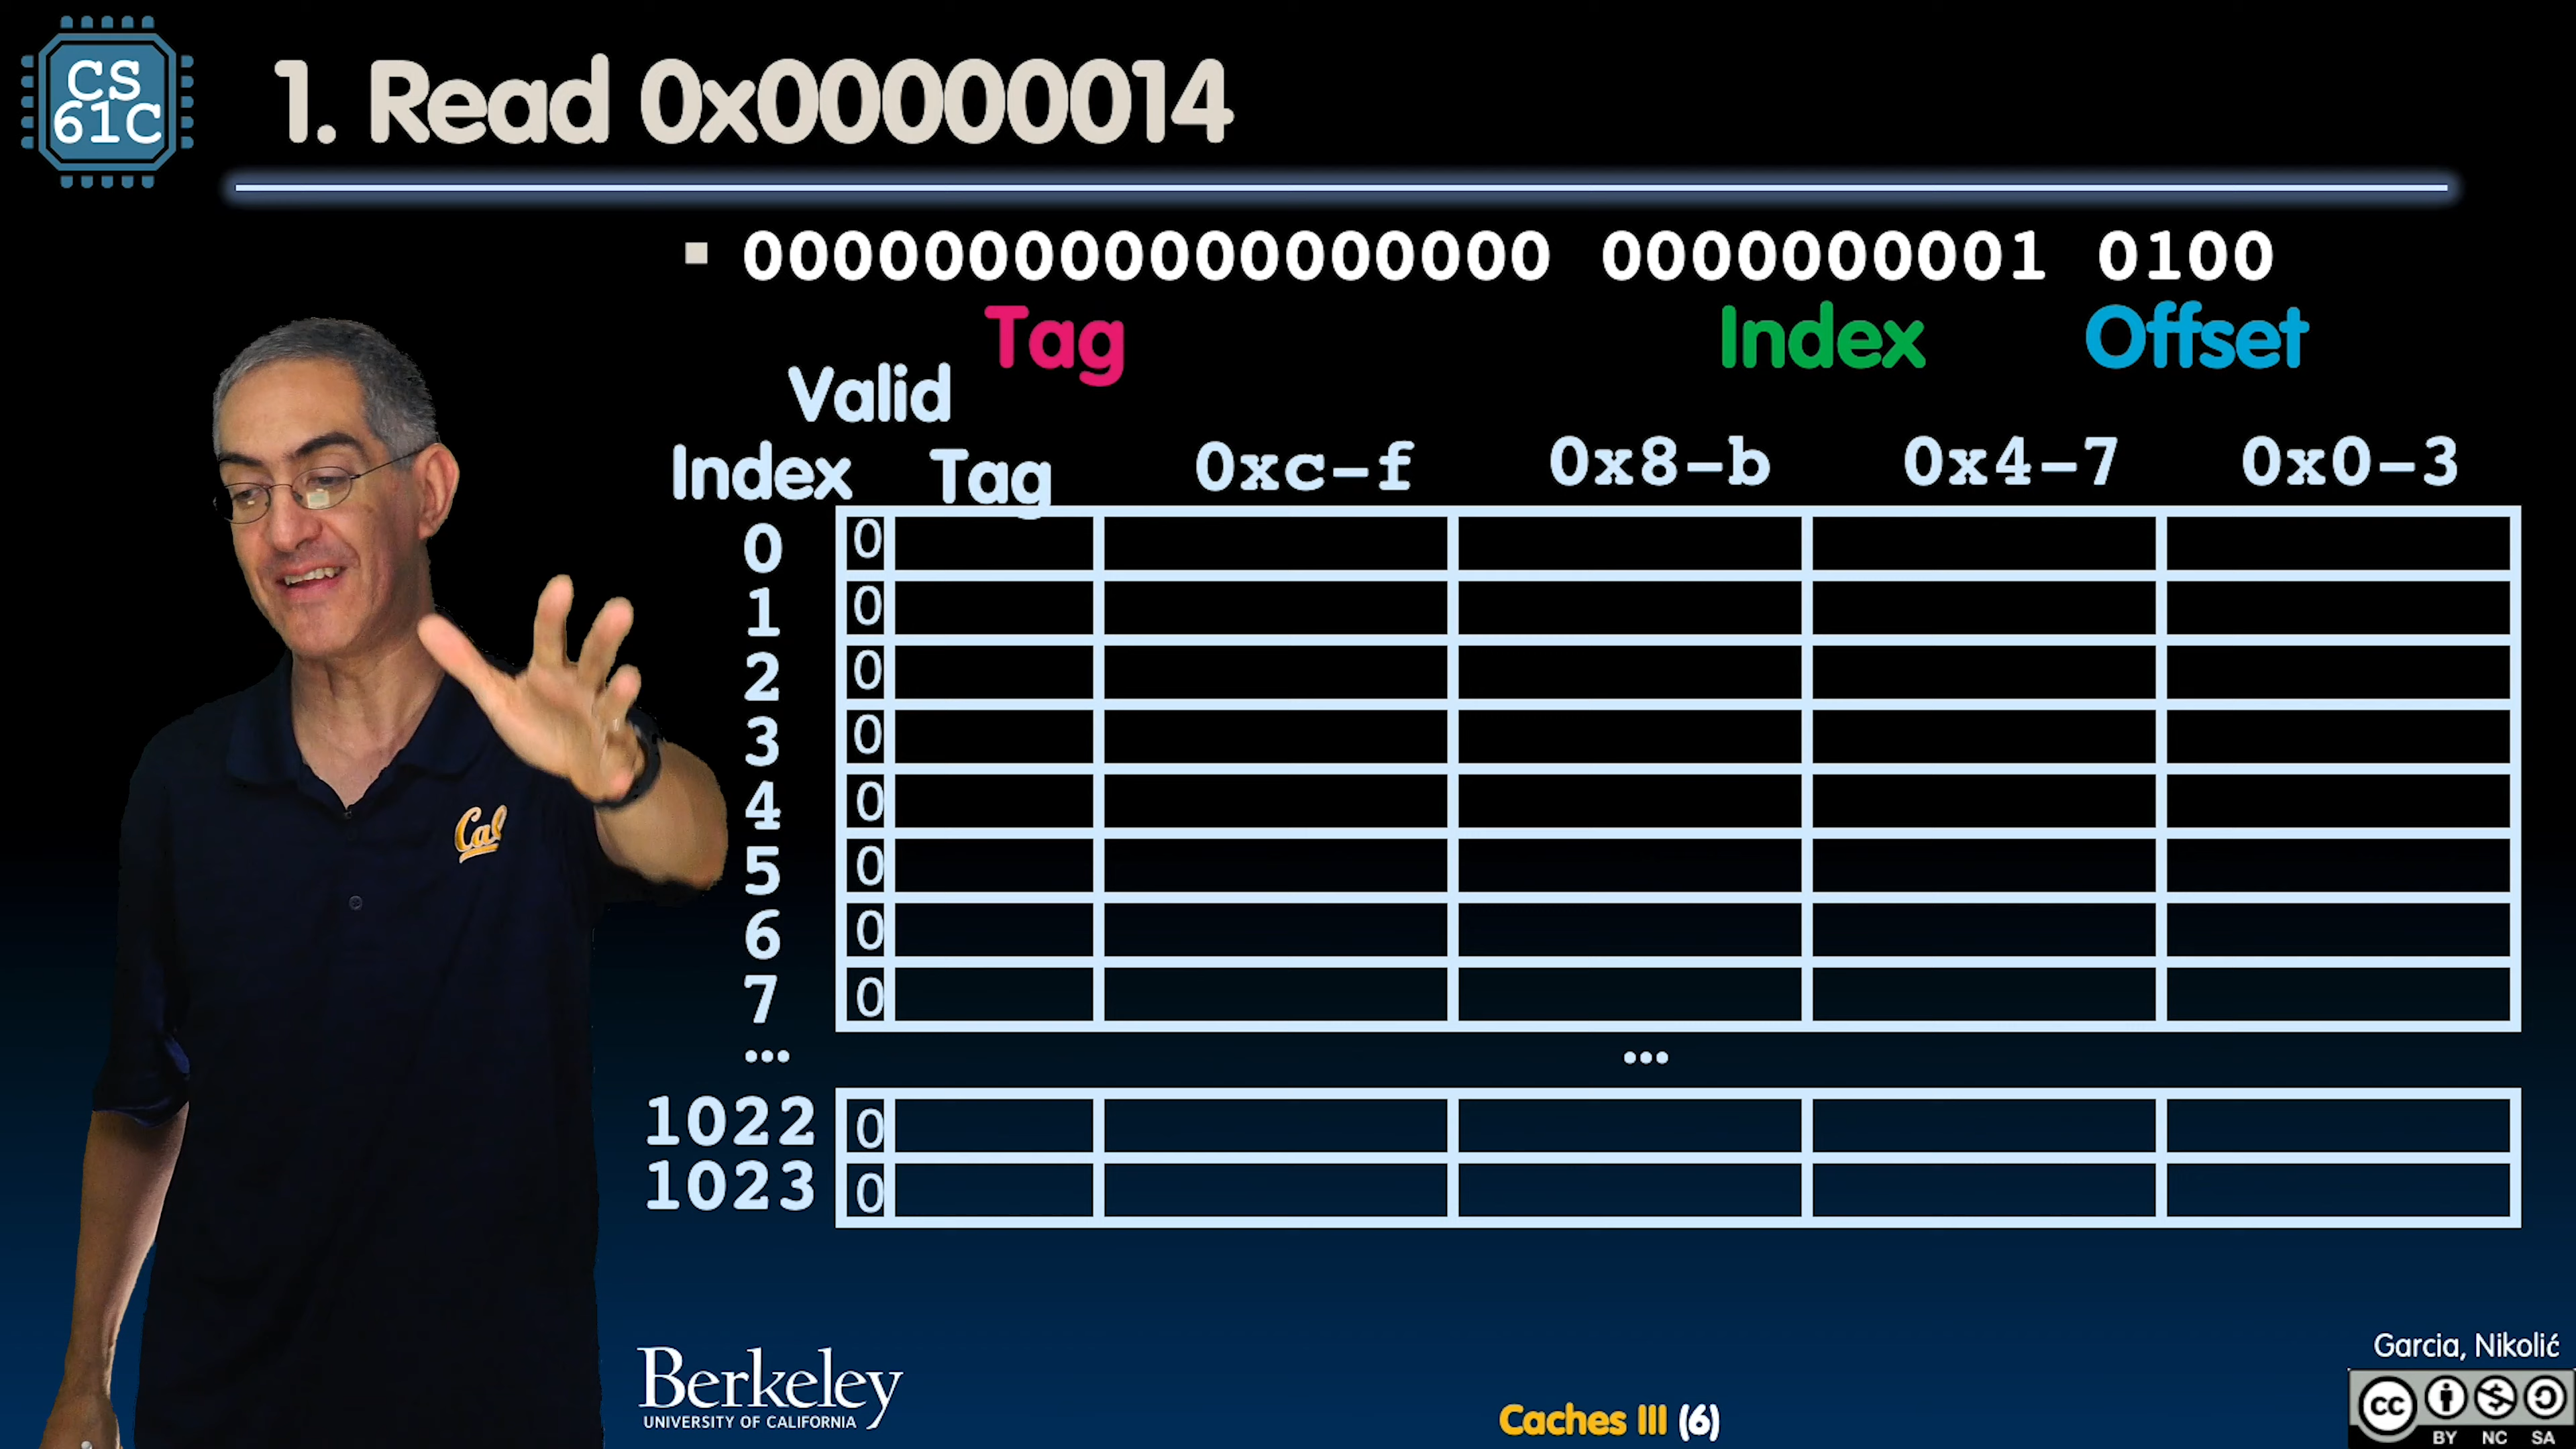 CS
61C
1. Read 0x00000014
000000000000000000 0000000001 0100
Tag Index Offset
Valid
Index Tag 0xc-f 0x8-b 0x4-7 0x0-3
0 0
1 0
2 0
3 0
4 0
5 0
6 0
7 0
... ...
1022 0
1023 0
Cal
Berkeley
UNIVERSITY OF CALIFORNIA
Caches III (6)
Garcia, Nikolić
cc
BY NC SA